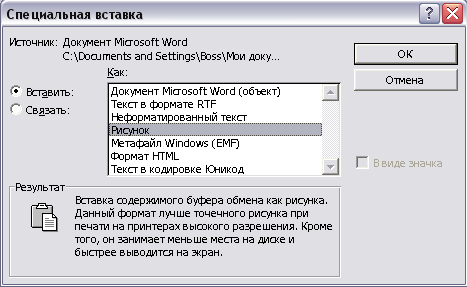 Специальная вставка
Источник: Документ Microsoft Word
C:\Documents and Settings\Boss\Мои доку...
Как:
Вставить:
Связать:
Документ Microsoft Word (объект)
Текст в формате RTF
Неформатированный текст
Рисунок
Метафайл Windows (EMF)
Формат HTML
Текст в кодировке Юникод
ОК
Отмена
В виде значка
Результат
Вставка содержимого буфера обмена как рисунка.
Данный формат лучше точечного рисунка при
печати на принтерах высокого разрешения. Кроме
того, он занимает меньше места на диске и
быстрее выводится на экран.